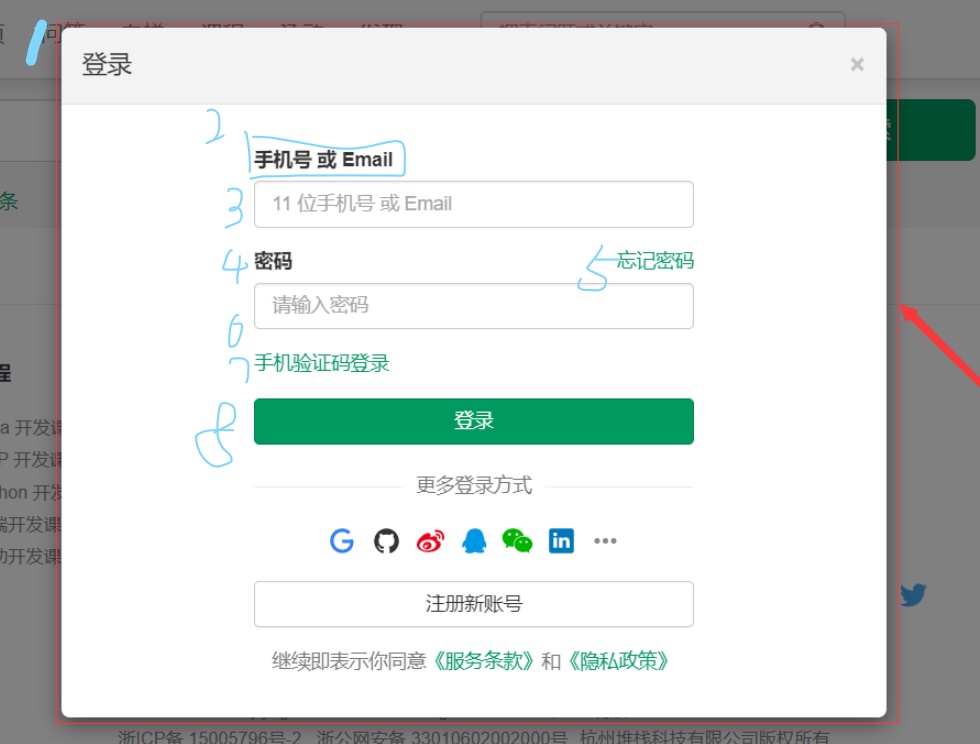 1 问答
登录 ×
2
手机号 或 Email
3 11 位手机号 或 Email
4 密码 5 忘记密码
请输入密码
6
7 手机验证码登录
8 登录
更多登录方式
注册新账号
继续即表示你同意《服务条款》和《隐私政策》
条
程
a 开发课
P 开发课
hon 开发
端开发课
动开发课
浙ICP备 15005796号-2 浙公网安备 33010602002000号 杭州堆栈科技有限公司版权所有